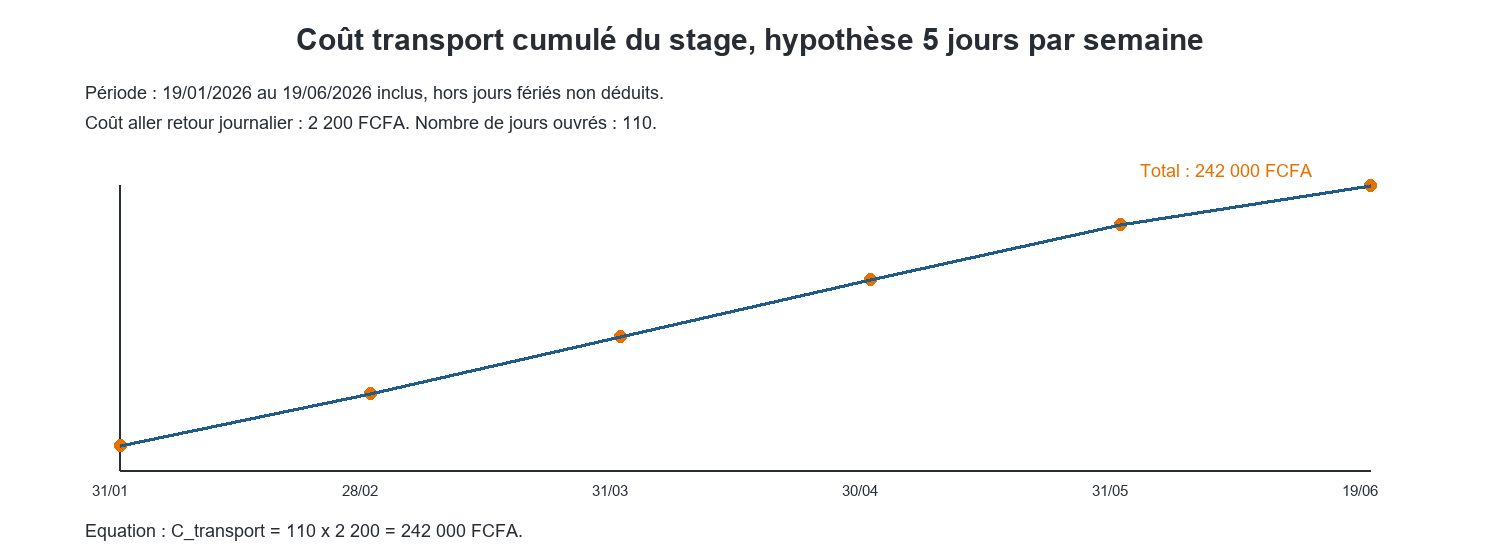 Coût transport cumulé du stage, hypothèse 5 jours par semaine
Période : 19/01/2026 au 19/06/2026 inclus, hors jours fériés non déduits.
Coût aller retour journalier : 2 200 FCFA. Nombre de jours ouvrés : 110.
Total : 242 000 FCFA
31/01 28/02 31/03 30/04 31/05 19/06
Equation : C_transport = 110 x 2 200 = 242 000 FCFA.